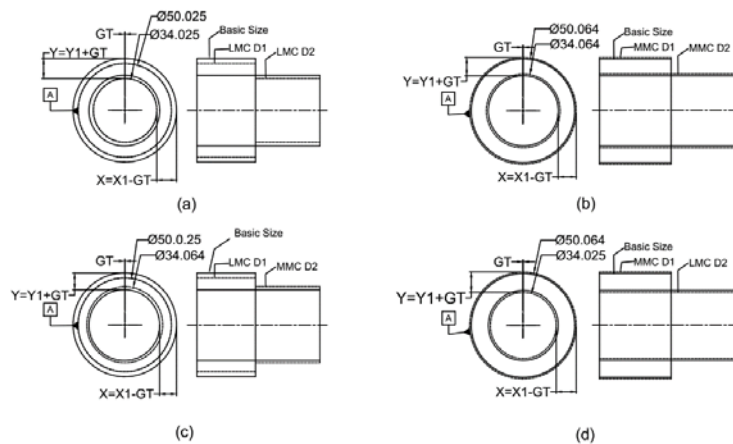 Ø50.025
GT
Ø34.025
Y=Y1+GT
A
X=X1-GT
Basic Size
LMC D1
LMC D2
(a)
Ø50.064
GT
Ø34.064
Y=Y1+GT
A
X=X1-GT
Basic Size
MMC D1
MMC D2
(b)
Ø50.0.25
GT
Ø34.064
Y=Y1+GT
A
X=X1-GT
Basic Size
LMC D1
MMC D2
(c)
Ø50.064
GT
Ø34.025
Y=Y1+GT
A
X=X1-GT
Basic Size
MMC D1
LMC D2
(d)